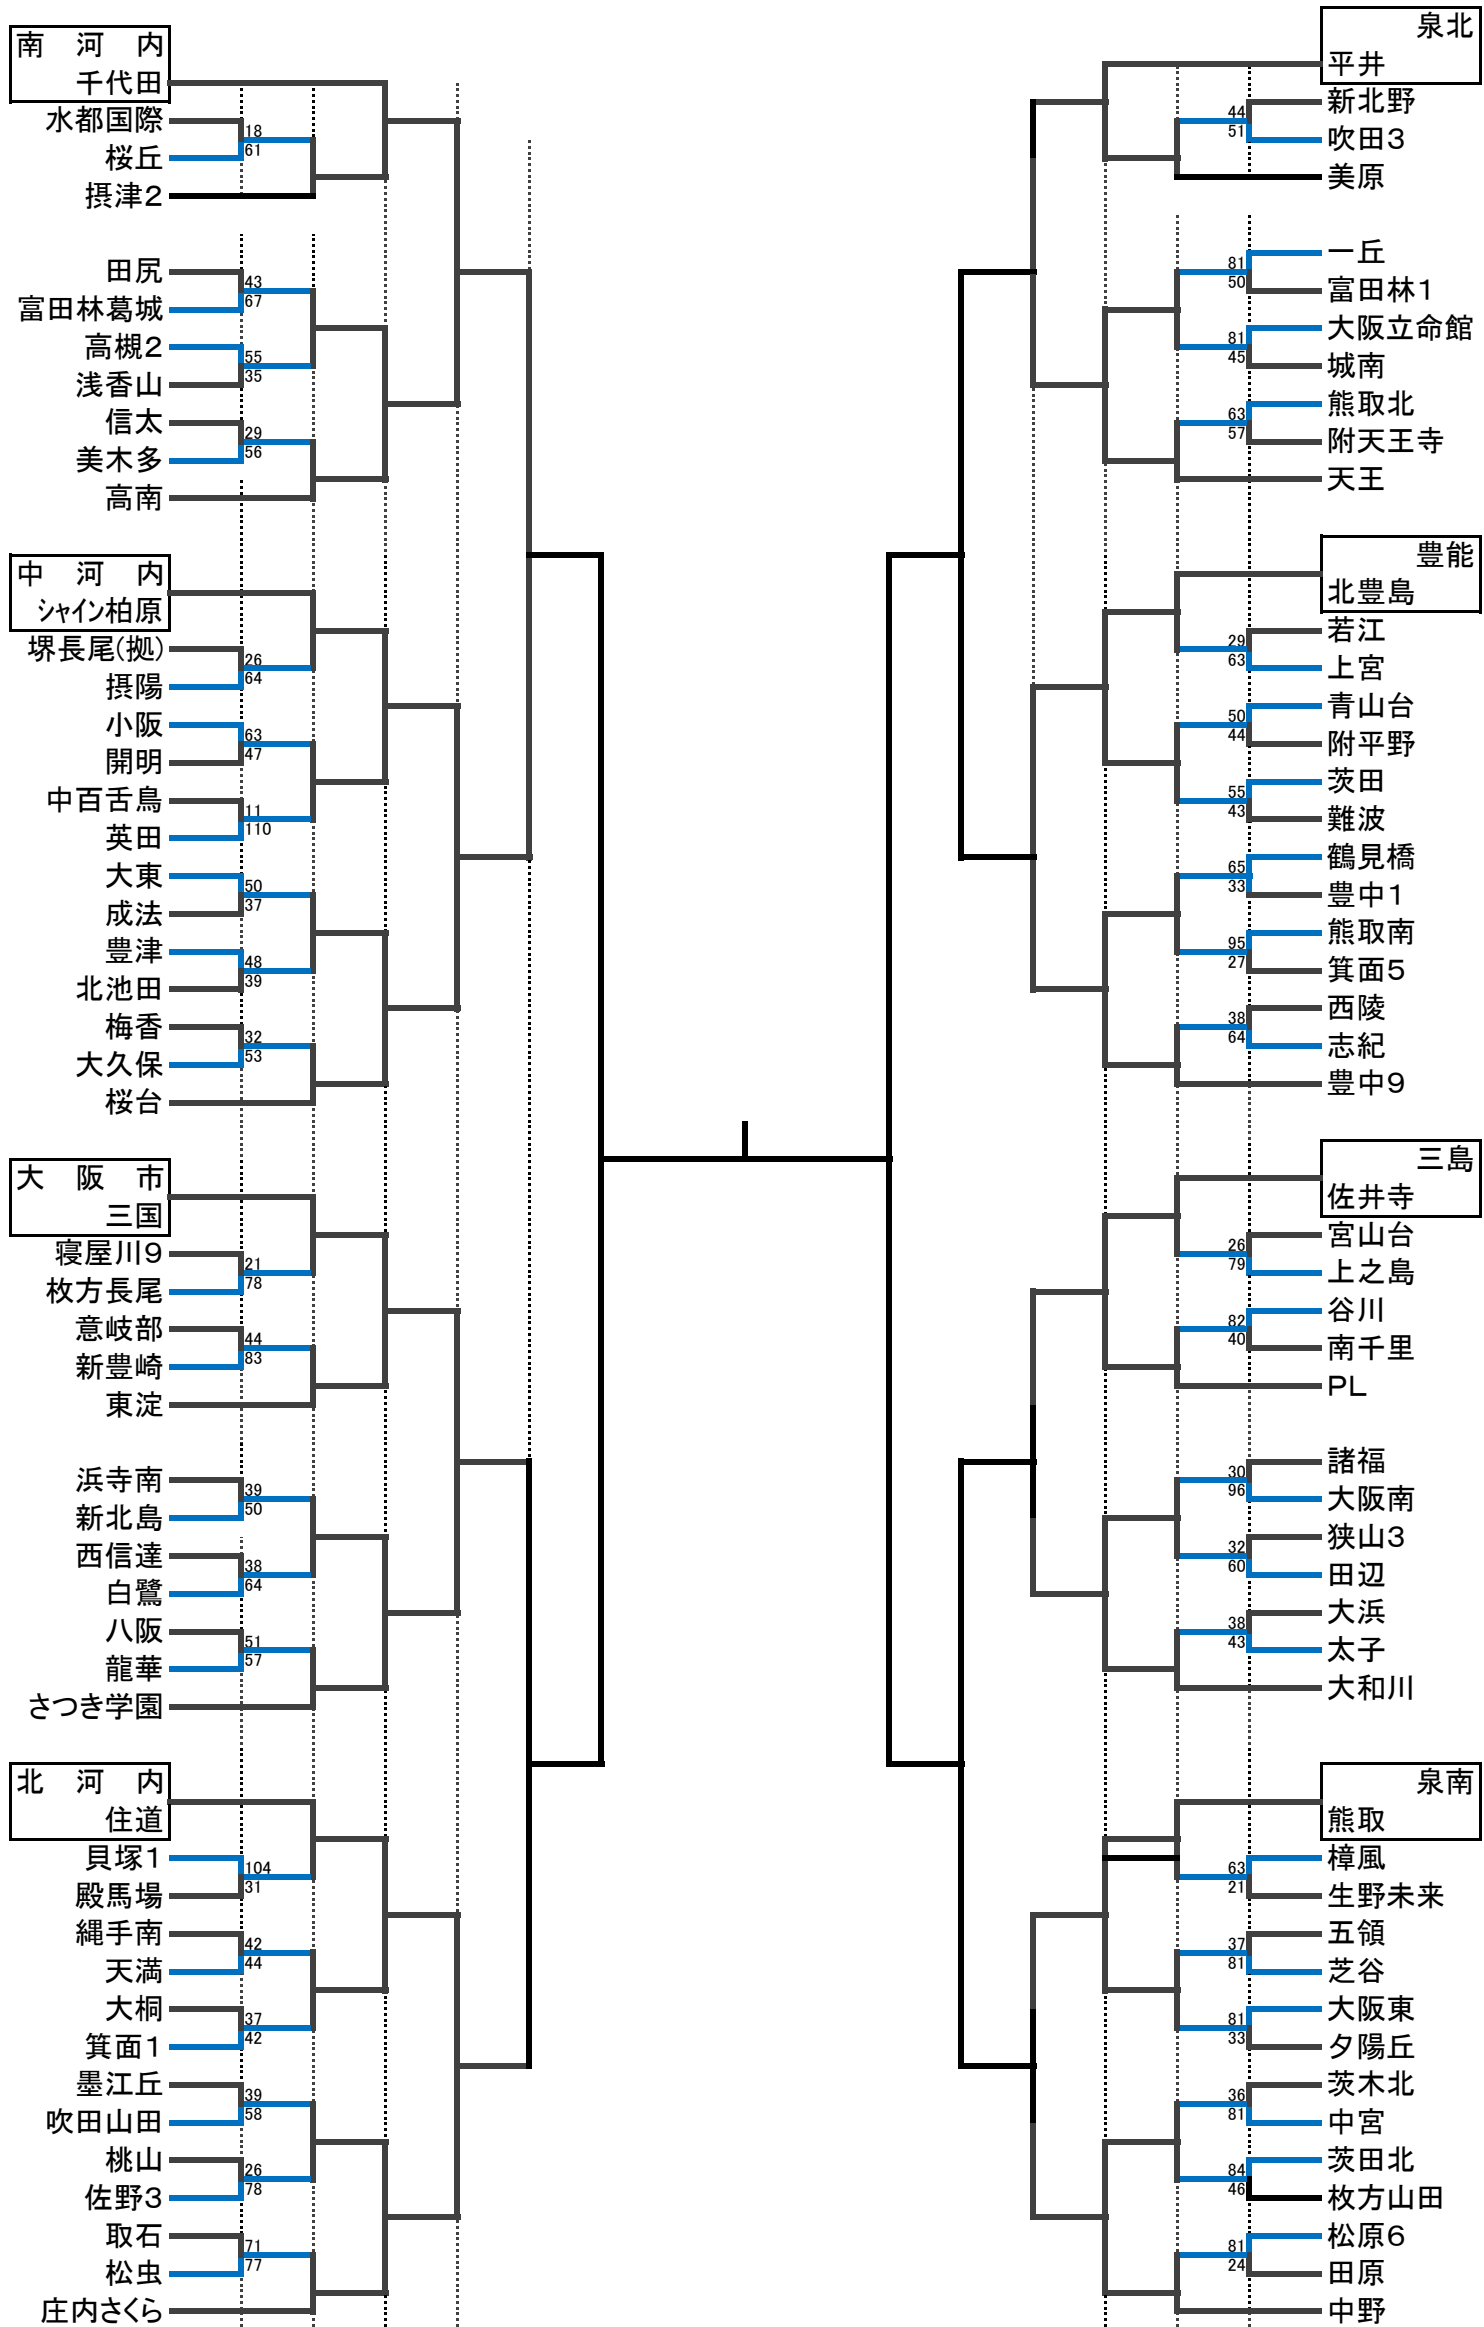 南 河 内
千代田
水都国際
18
61
桜丘
摂津2
田尻
43
67
富田林葛城
高槻2
55
35
浅香山
信太
29
56
美木多
高南
中 河 内
シャイン柏原
堺長尾(拠)
26
64
摂陽
小阪
63
47
開明
中百舌鳥
11
110
英田
大東
50
37
成法
豊津
48
39
北池田
梅香
32
53
大久保
桜台
大 阪 市
三国
寝屋川9
21
78
枚方長尾
意岐部
44
83
新豊崎
東淀
浜寺南
39
50
新北島
西信達
38
64
白鷺
八阪
51
57
龍華
さつき学園
北 河 内
住道
貝塚1
104
31
殿馬場
縄手南
42
44
天満
大桐
37
42
箕面1
墨江丘
39
58
吹田山田
桃山
26
78
佐野3
取石
71
77
松虫
庄内さくら
泉北
平井
新北野
44
51
吹田3
美原
一丘
81
50
富田林1
大阪立命館
81
45
城南
熊取北
63
57
附天王寺
天王
豊能
北豊島
若江
29
63
上宮
青山台
50
44
附平野
茨田
55
43
難波
鶴見橋
65
33
豊中1
熊取南
95
27
箕面5
西陵
38
64
志紀
豊中9
三島
佐井寺
宮山台
26
79
上之島
谷川
82
40
南千里
PL
諸福
30
96
大阪南
狭山3
32
60
田辺
大浜
38
43
太子
大和川
泉南
熊取
樟風
63
21
生野未来
五領
37
81
芝谷
大阪東
81
33
夕陽丘
茨木北
36
81
中宮
茨田北
84
46
枚方山田
松原6
81
24
田原
中野